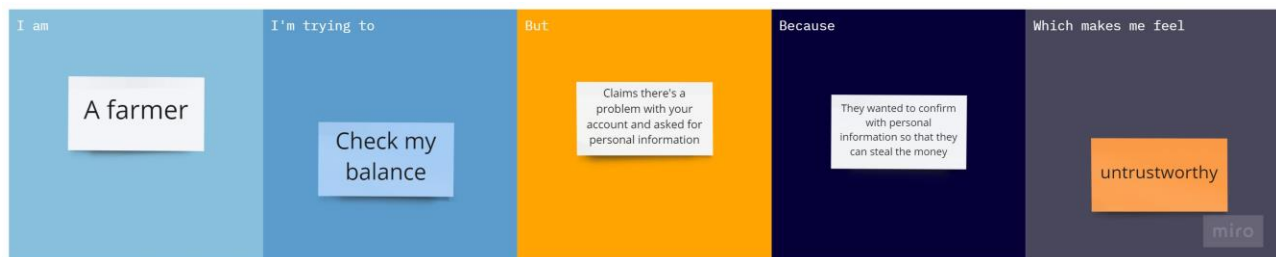 I am
A farmer
I'm trying to
Check my
balance
But
Claims there's a
problem with your
account and asked for
personal information
Because
They wanted to confirm
with personal
information so that they
can steal the money
Which makes me feel
untrustworthy
miro